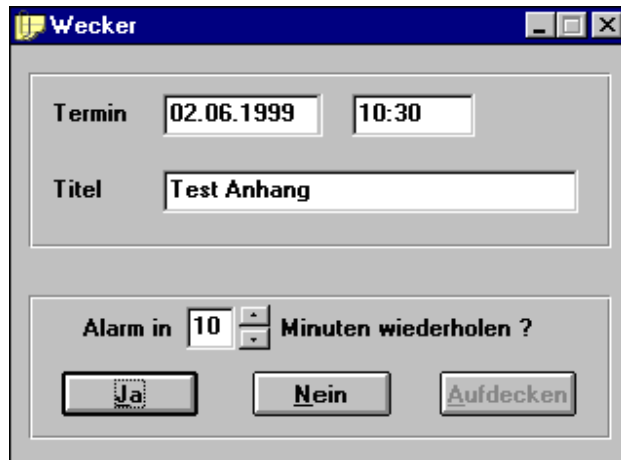 Wecker
Termin 02.06.1999 10:30
Titel Test Anhang
Alarm in 10 Minuten wiederholen ?
Ja Nein Aufdecken